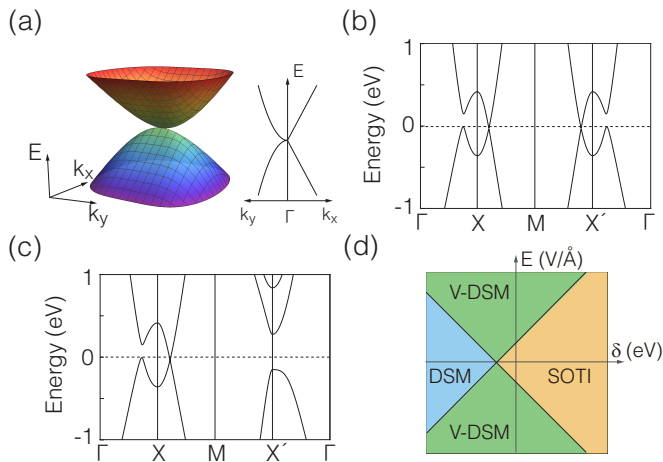 (a)
E
k_x
k_y
E
k_y
Γ
k_x
(b)
Energy (eV)
1
0
-1
Γ
X
M
X´
Γ
(c)
Energy (eV)
1
0
-1
Γ
X
M
X´
Γ
(d)
E (V/Å)
V-DSM
δ (eV)
DSM
SOTI
V-DSM